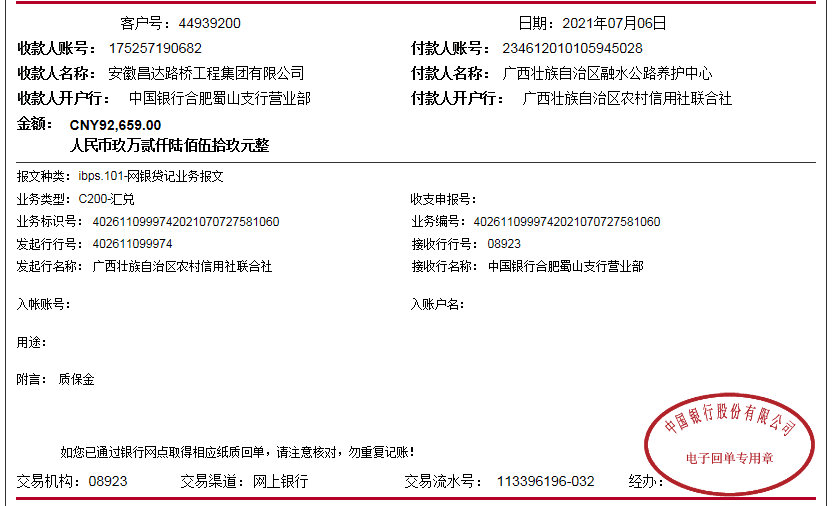 客户号：44939200 日期：2021年07月06日
收款人账号： 175257190682 付款人账号： 234612010105945028
收款人名称： 安徽昌达路桥工程集团有限公司 付款人名称： 广西壮族自治区融水公路养护中心
收款人开户行： 中国银行合肥蜀山支行营业部 付款人开户行： 广西壮族自治区农村信用社联合社
金额： CNY92,659.00
人民币玖万贰仟陆佰伍拾玖元整
报文种类：ibps.101-网银贷记业务报文
业务类型：C200-汇兑 收支申报号：
业务标识号： 4026110999742021070727581060 业务编号：4026110999742021070727581060
发起行行号：402611099974 接收行行号：08923
发起行名称： 广西壮族自治区农村信用社联合社 接收行名称： 中国银行合肥蜀山支行营业部
入帐账号： 入账户名：
用途：
附言： 质保金
中国银行股份有限公司
电子回单专用章
如您已通过银行网点取得相应纸质回单，请注意核对，勿重复记账！
交易机构：08923 交易渠道：网上银行 交易流水号： 113396196-032 经办：